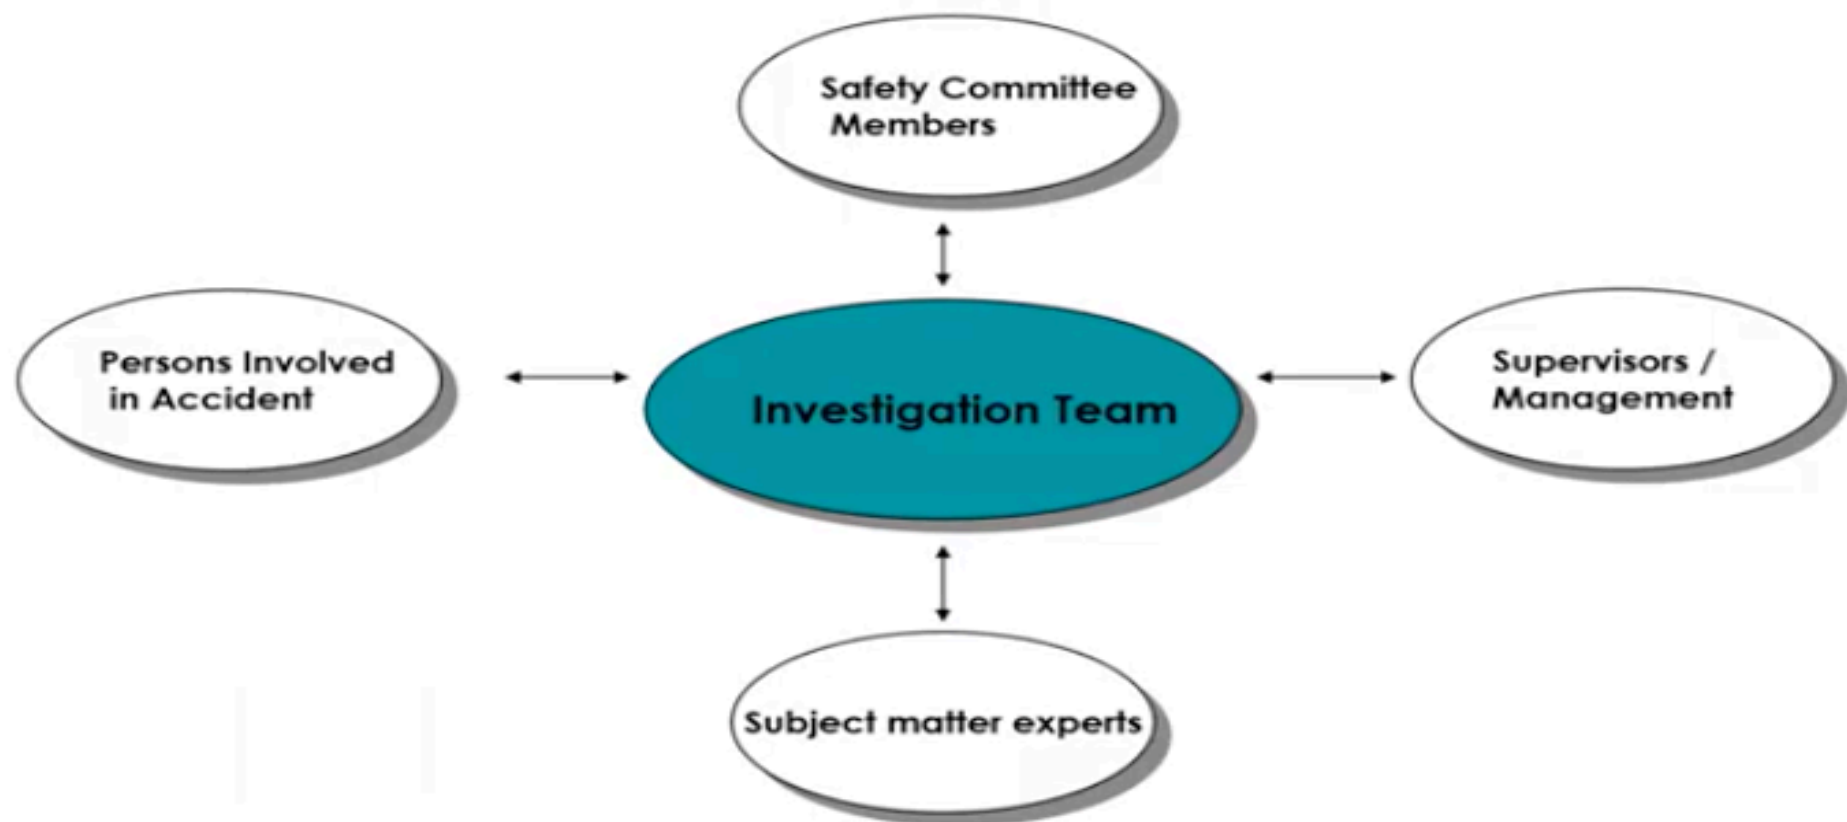 Safety Committee
Members
Persons Involved
in Accident
Investigation Team
Supervisors /
Management
Subject matter experts